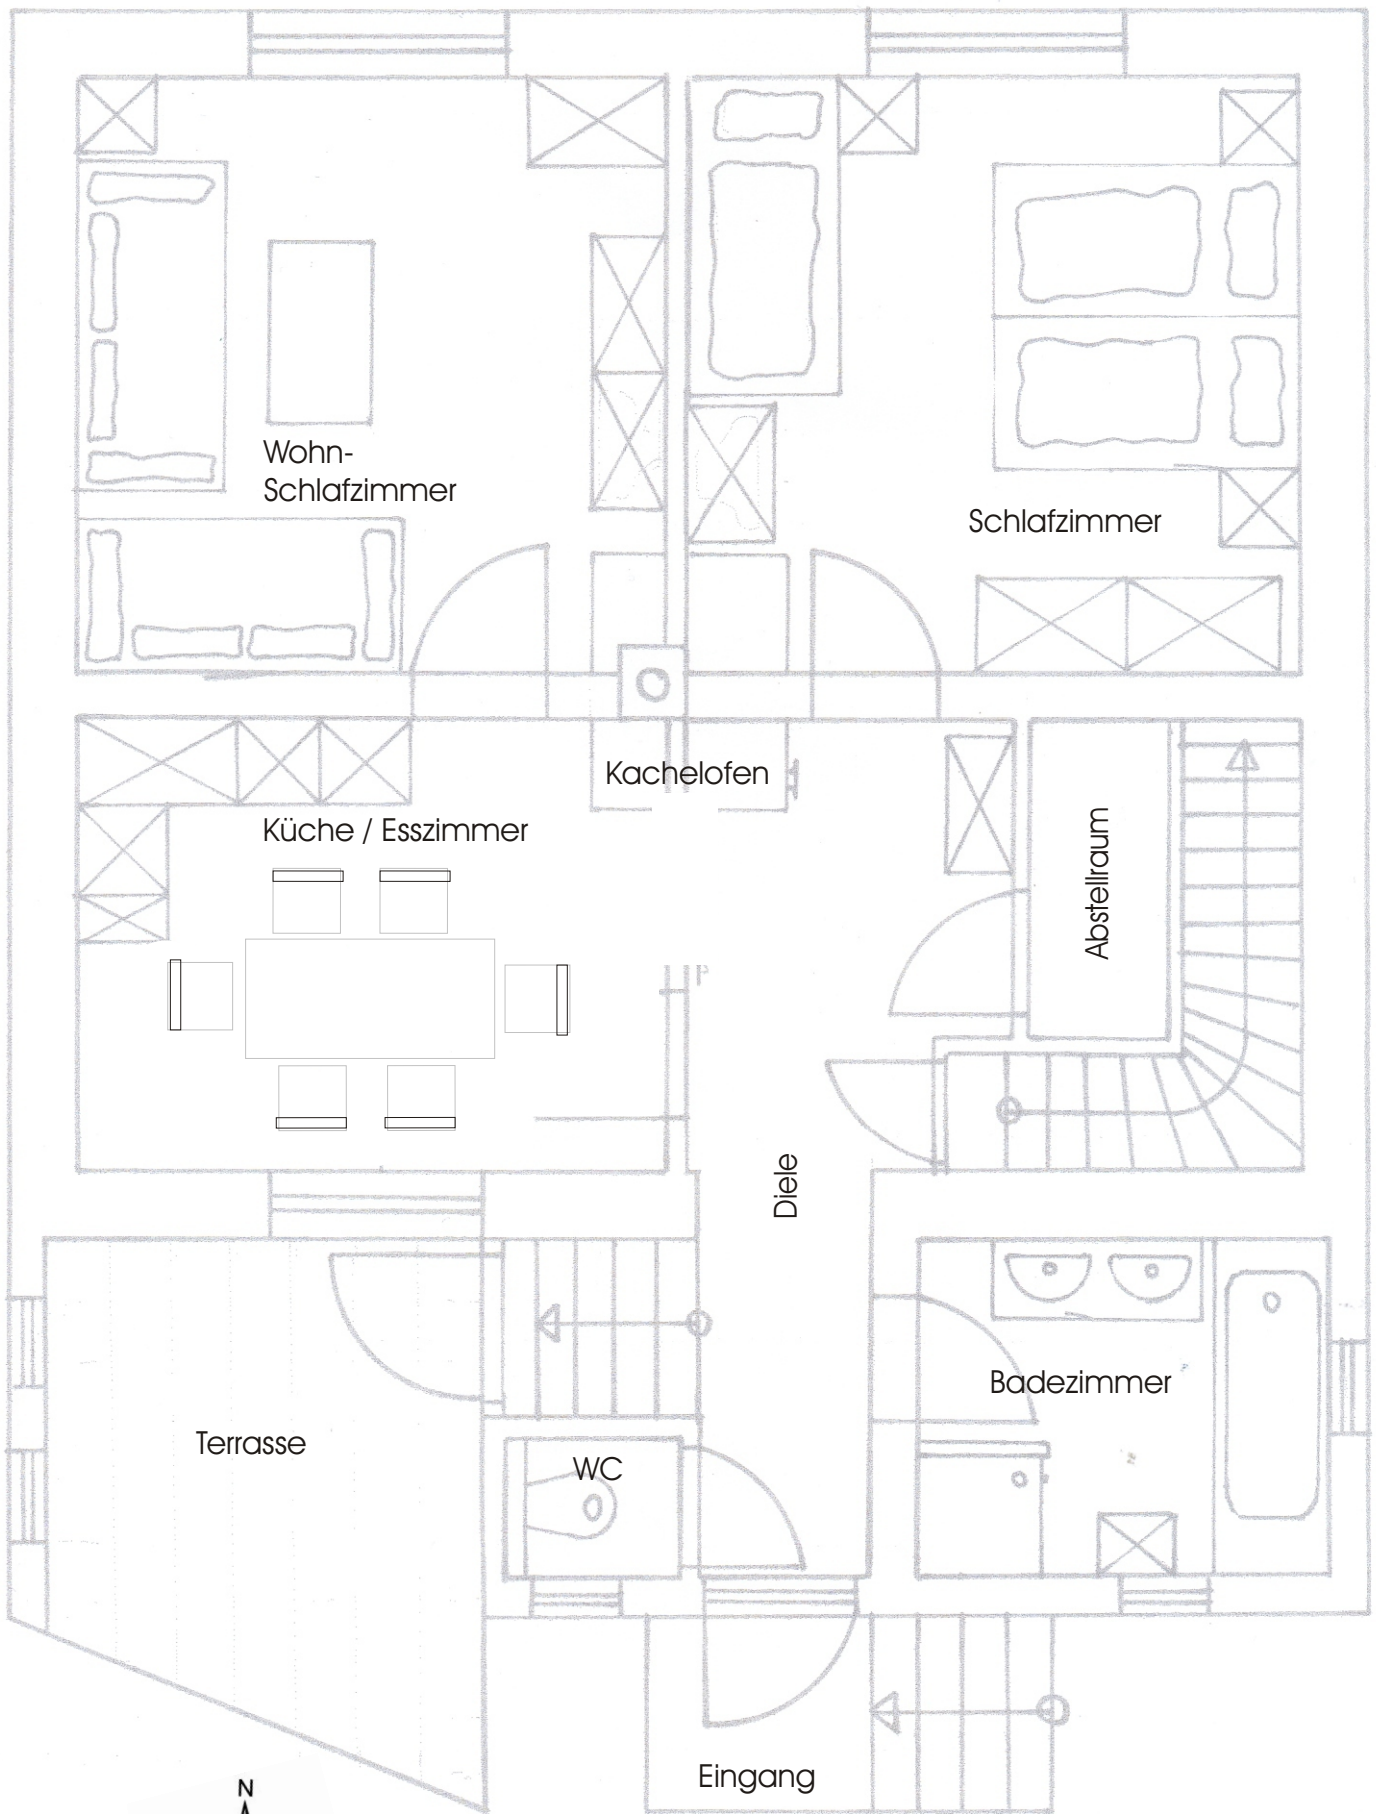 Wohn-
Schlafzimmer
Schlafzimmer
Kachelofen
Küche / Esszimmer
Abstellraum
Diele
Badezimmer
Terrasse
WC
Eingang
N